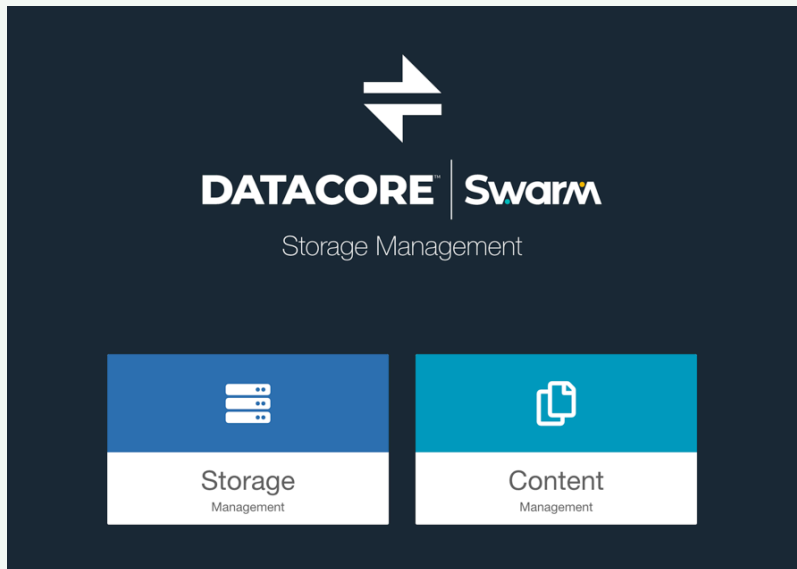 DATACORE™ | Swarm
Storage Management
Storage
Management
Content
Management